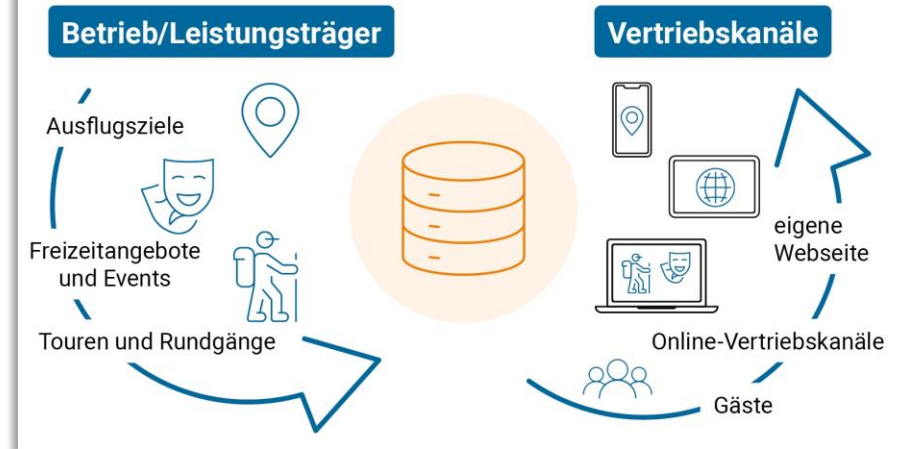 Betrieb/Leistungsträger
Ausflugsziele
Freizeitangebote
und Events
Touren und Rundgänge
Vertriebskanäle
eigene
Webseite
Online-Vertriebskanäle
Gäste